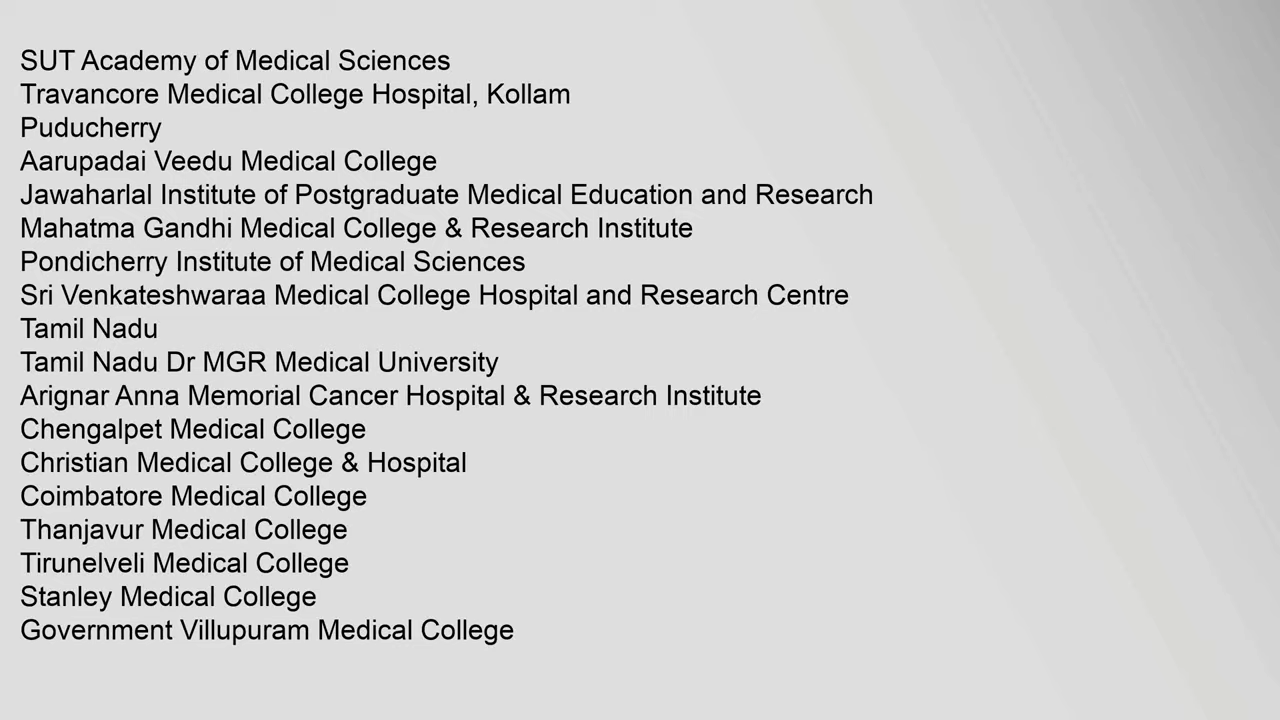 SUT Academy of Medical Sciences
Travancore Medical College Hospital, Kollam
Puducherry
Aarupadai Veedu Medical College
Jawaharlal Institute of Postgraduate Medical Education and Research
Mahatma Gandhi Medical College & Research Institute
Pondicherry Institute of Medical Sciences
Sri Venkateshwaraa Medical College Hospital and Research Centre
Tamil Nadu
Tamil Nadu Dr MGR Medical University
Arignar Anna Memorial Cancer Hospital & Research Institute
Chengalpet Medical College
Christian Medical College & Hospital
Coimbatore Medical College
Thanjavur Medical College
Tirunelveli Medical College
Stanley Medical College
Government Villupuram Medical College